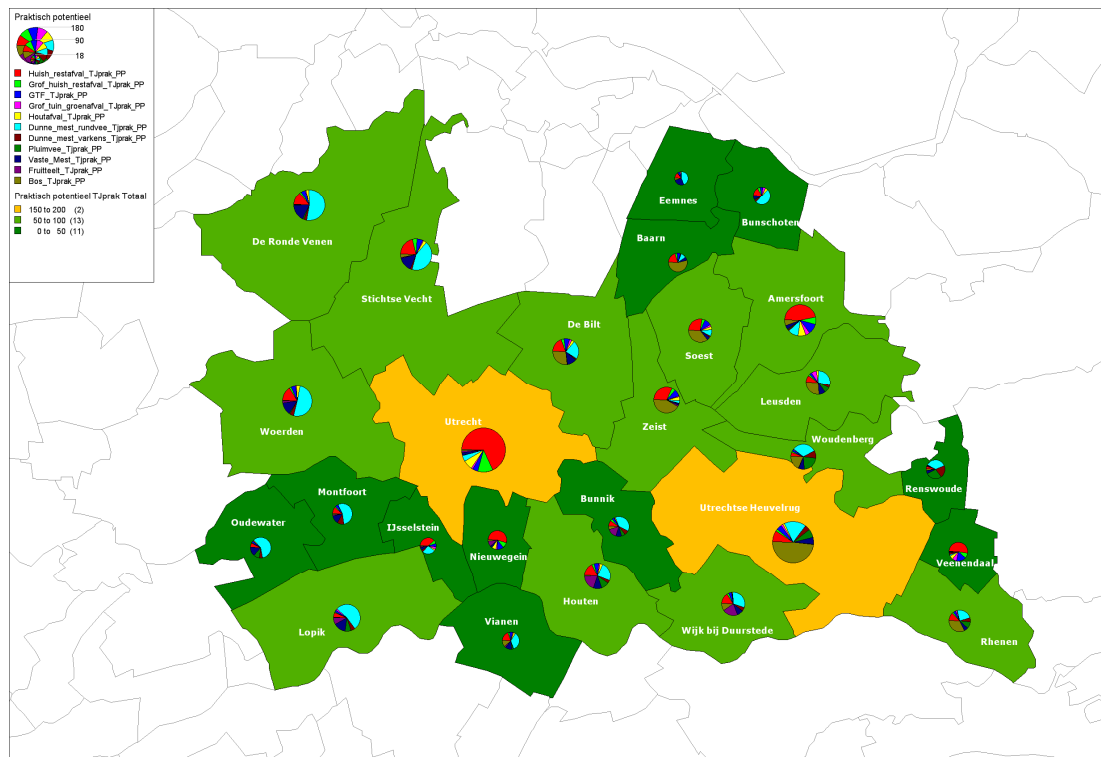 Praktisch potentieel
180
90
18
Huish_restafval_TJprak_PP
Grof_huish_restafval_TJprak_PP
GTF_TJprak_PP
Grof_tuin_groenafval_TJprak_PP
Houtafval_TJprak_PP
Dunne_mest_rundvee_Tjprak_PP
Dunne_mest_varkens_Tjprak_PP
Pluimvee_Tjprak_PP
Vaste_Mest_Tjprak_PP
Fruitteelt_TJprak_PP
Bos_TJprak_PP
Praktisch potentieel TJprak Totaal
150 to 200 (2)
50 to 100 (13)
0 to 50 (11)
Eemnes
Bunschoten
De Ronde Venen
Baarn
Stichtse Vecht
Amersfoort
De Bilt
Soest
Leusden
Utrecht
Zeist
Woerden
Woudenberg
Renswoude
Montfoort
Bunnik
Utrechtse Heuvelrug
Oudewater
IJsselstein
Nieuwegein
Veenendaal
Houten
Vianen
Wijk bij Duurstede
Lopik
Rhenen